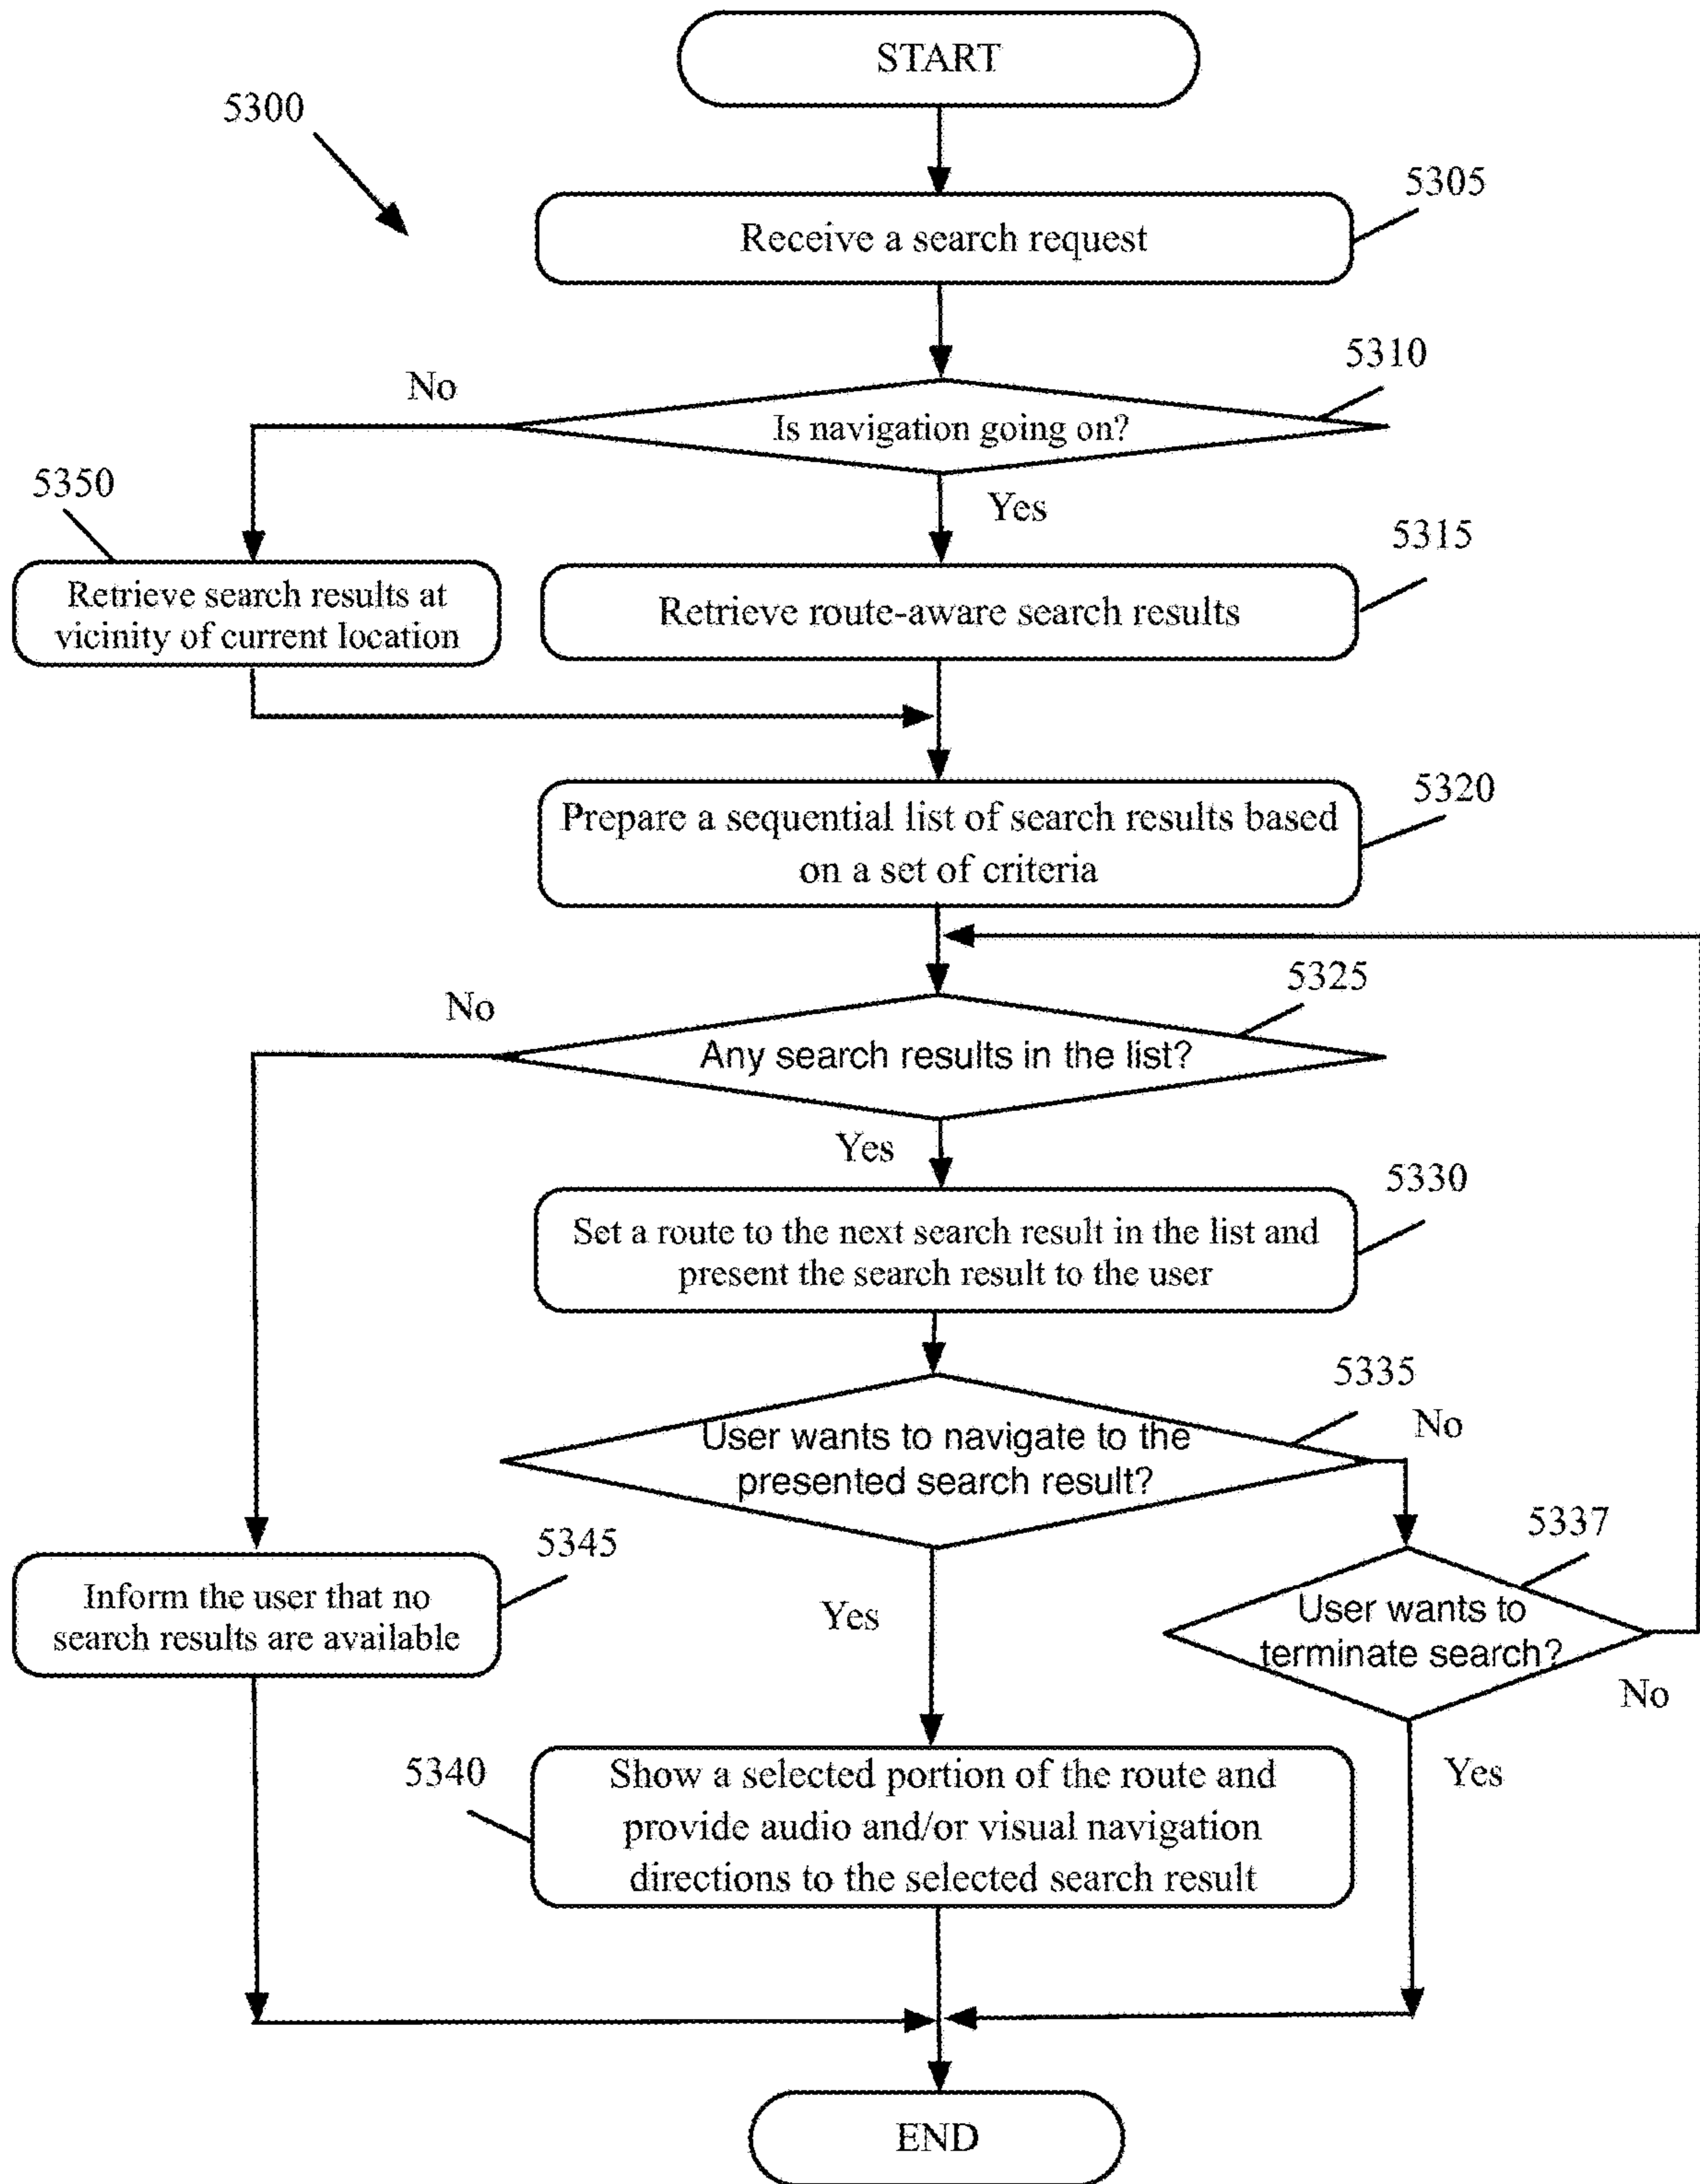 START
5300
5305
Receive a search request
5310
No
Is navigation going on?
5350
Yes
5315
Retrieve search results at
vicinity of current location
Retrieve route-aware search results
5320
Prepare a sequential list of search results based
on a set of criteria
5325
No
Any search results in the list?
Yes
5330
Set a route to the next search result in the list and
present the search result to the user
5335
No
User wants to navigate to the
presented search result?
5337
5345
Inform the user that no
search results are available
Yes
User wants to
terminate search?
No
5340
Yes
Show a selected portion of the route and
provide audio and/or visual navigation
directions to the selected search result
END